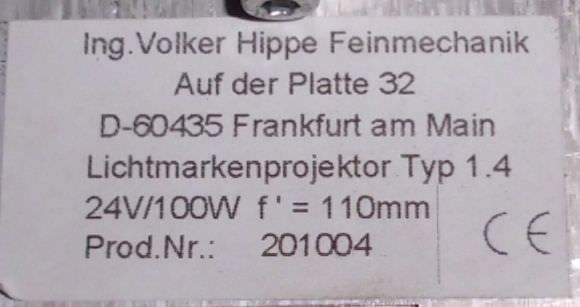 Ing.Volker Hippe Feinmechanik
Auf der Platte 32
D-60435 Frankfurt am Main
Lichtmarkenprojektor Typ 1.4
24V/100W f' = 110mm
Prod.Nr.: 201004 CE